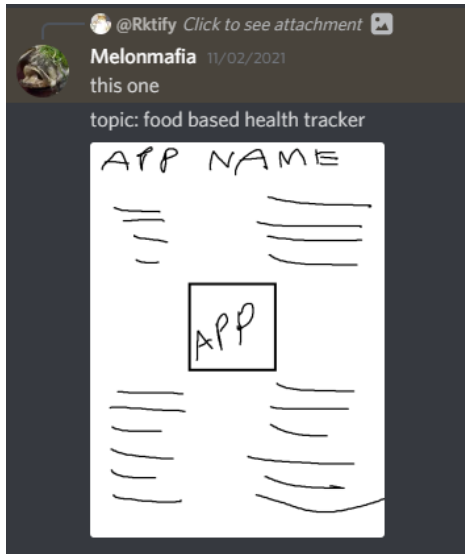 @Rktify Click to see attachment
Melonmafia 11/02/2021
this one
topic: food based health tracker
APP NAME
APP